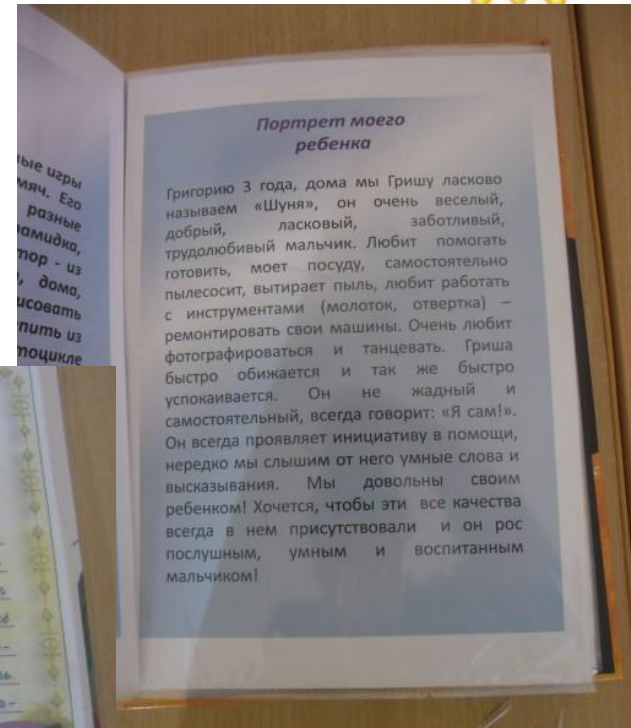 ные игры
мяч. Его
разные
рамидка,
тор - из
дома,
исовать
пить из
тоцикле
Портрет моего
ребенка
Григорию 3 года, дома мы Гришу ласково
называем «Шуня», он очень веселый,
добрый, ласковый, заботливый,
трудолюбивый мальчик. Любит помогать
готовить, моет посуду, самостоятельно
пылесосит, вытирает пыль, любит работать
с инструментами (молоток, отвертка) –
ремонтировать свои машины. Очень любит
фотографироваться и танцевать. Гриша
быстро обижается и так же быстро
успокаивается. Он не жадный и
самостоятельный, всегда говорит: «Я сам!».
Он всегда проявляет инициативу в помощи,
нередко мы слышим от него умные слова и
высказывания. Мы довольны своим
ребенком! Хочется, чтобы эти все качества
всегда в нем присутствовали и он рос
послушным, умным и воспитанным
мальчиком!